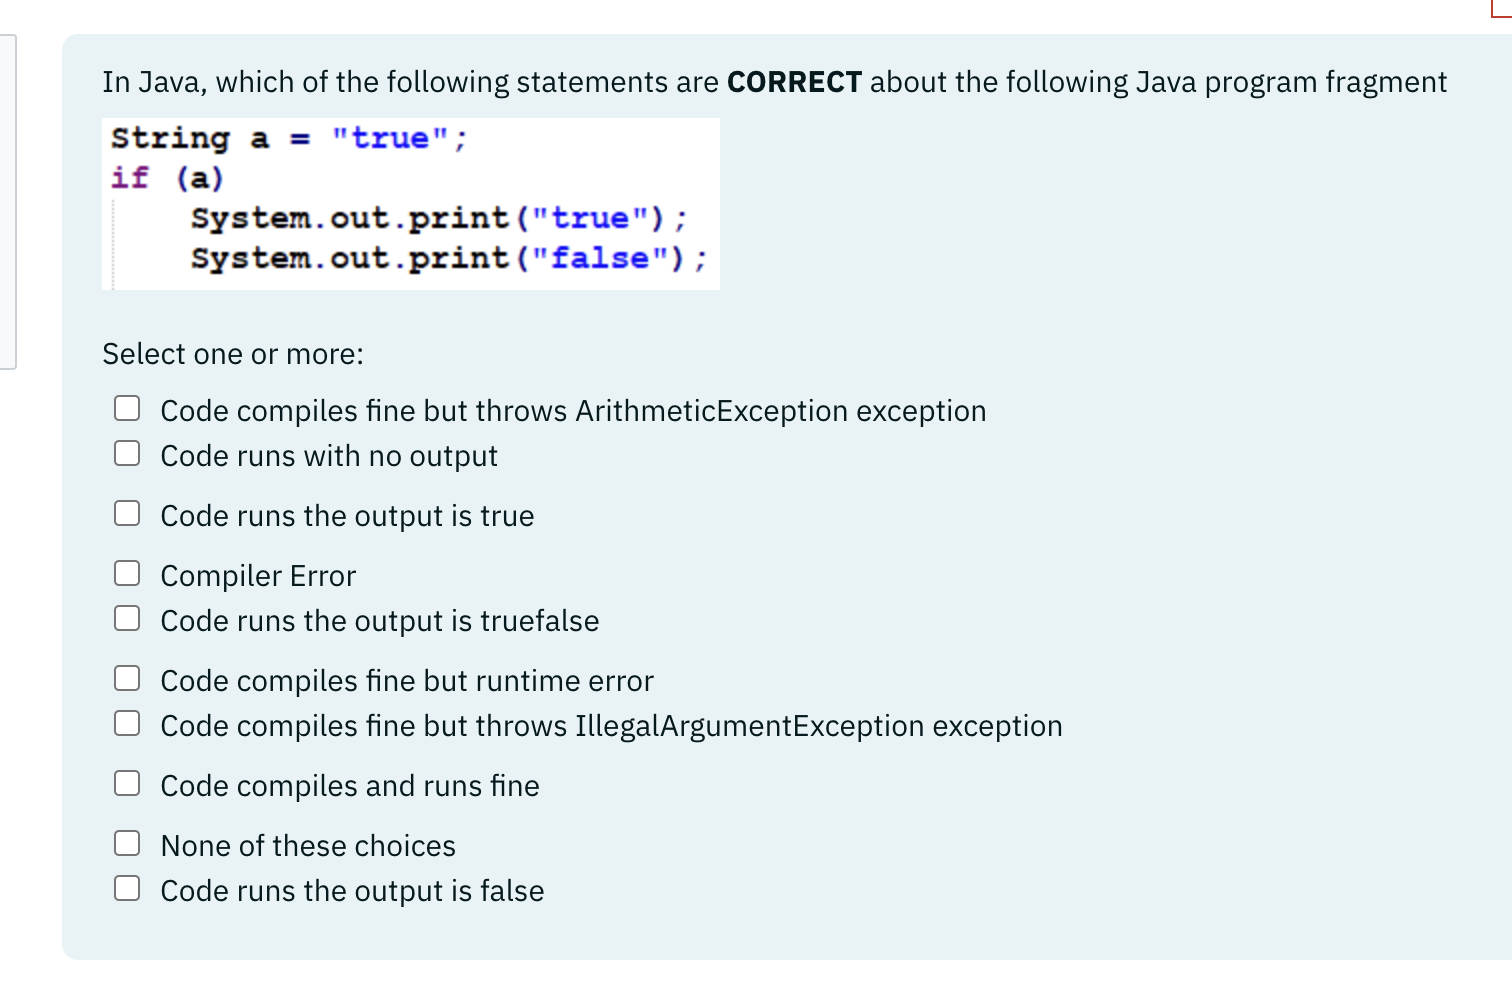 In Java, which of the following statements are CORRECT about the following Java program fragment
String a = "true";
if (a)
System.out.print("true");
System.out.print("false");
Select one or more:
Code compiles fine but throws ArithmeticException exception
Code runs with no output
Code runs the output is true
Compiler Error
Code runs the output is truefalse
Code compiles fine but runtime error
Code compiles fine but throws IllegalArgumentException exception
Code compiles and runs fine
None of these choices
Code runs the output is false